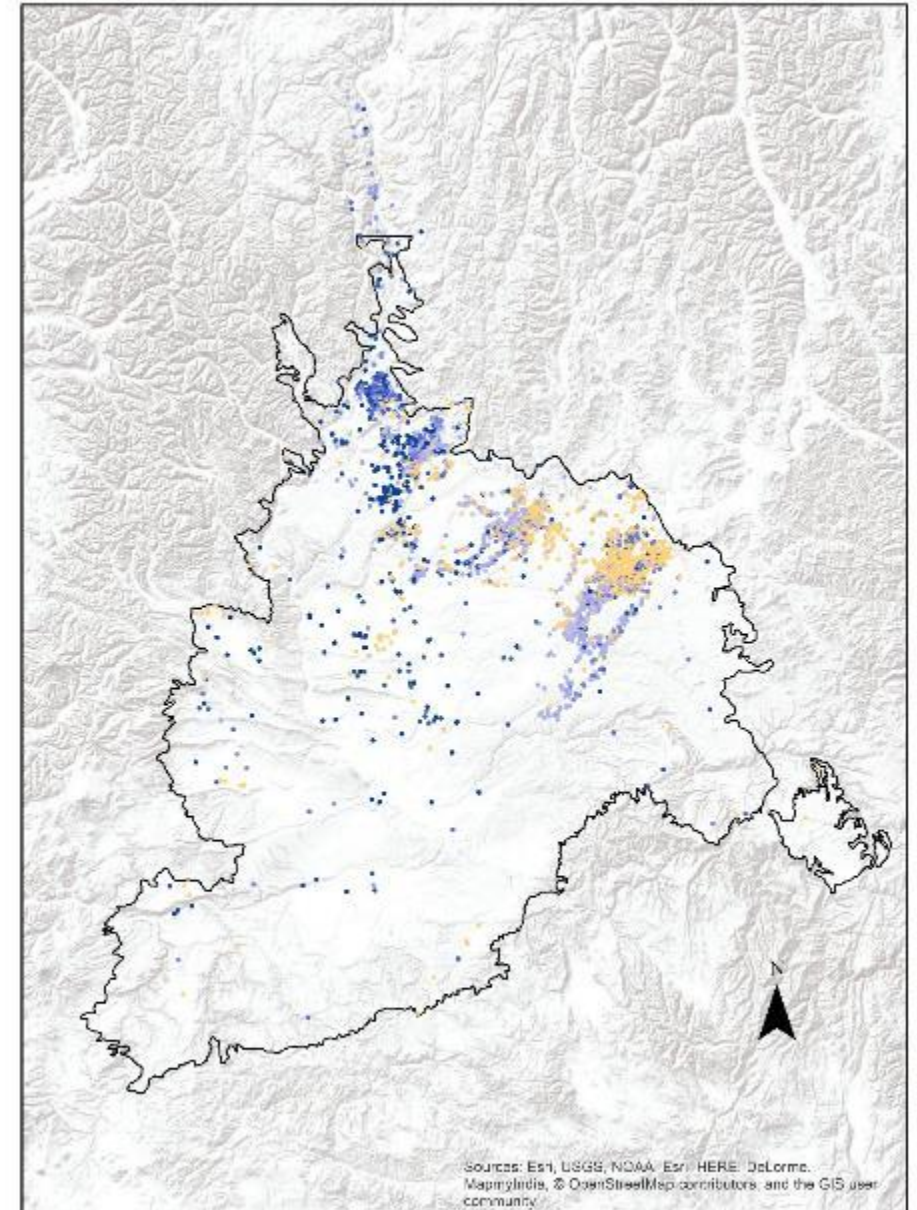 N
Sources: Esri, USGS, NOAA, Esri, HERE, DeLorme,
MapmyIndia, © OpenStreetMap contributors, and the GIS user
community